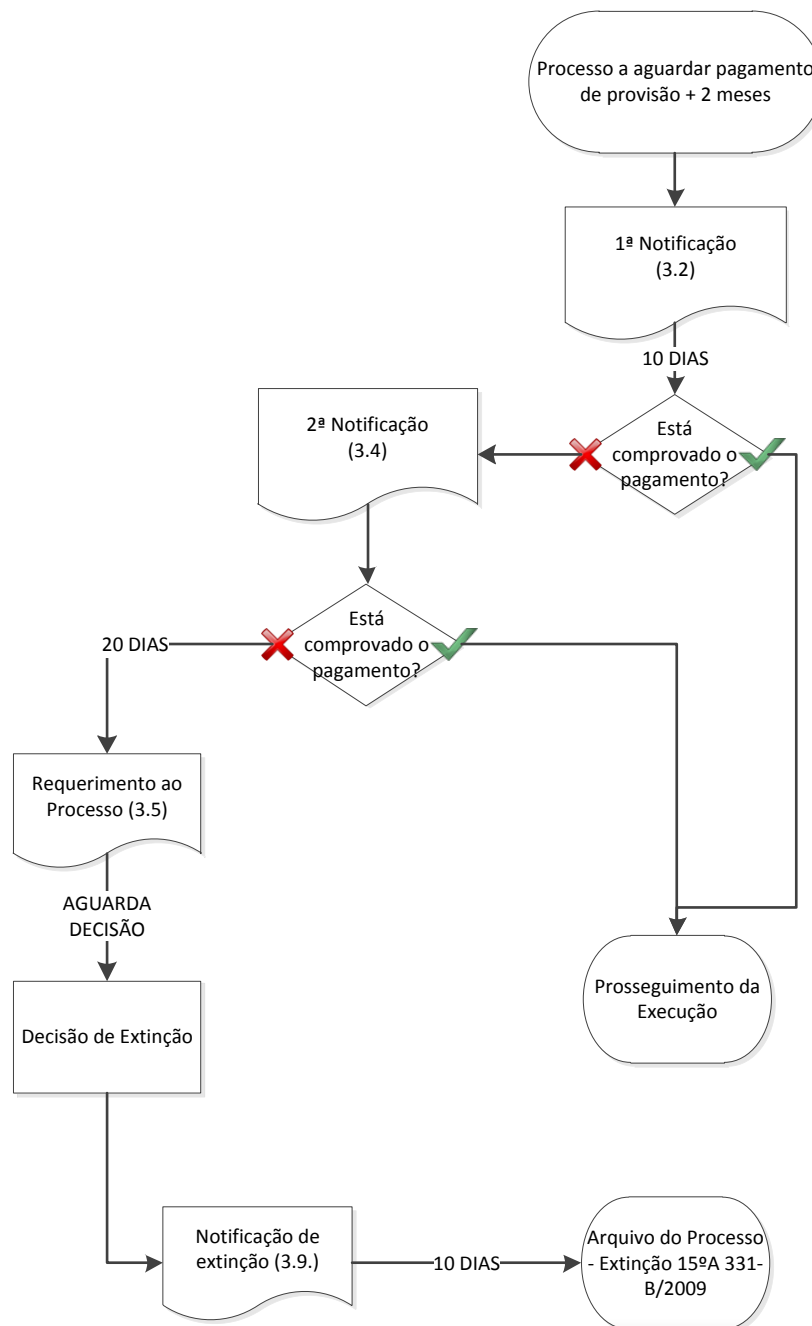 Processo a aguardar pagamento
de provisão + 2 meses
1ª Notificação
(3.2)
10 DIAS
Está
comprovado o
pagamento?
2ª Notificação
(3.4)
Está
comprovado o
pagamento?
20 DIAS
Requerimento ao
Processo (3.5)
AGUARDA
DECISÃO
Decisão de Extinção
Prosseguimento da
Execução
Notificação de
extinção (3.9.)
10 DIAS
Arquivo do Processo
- Extinção 15ºA 331-
B/2009